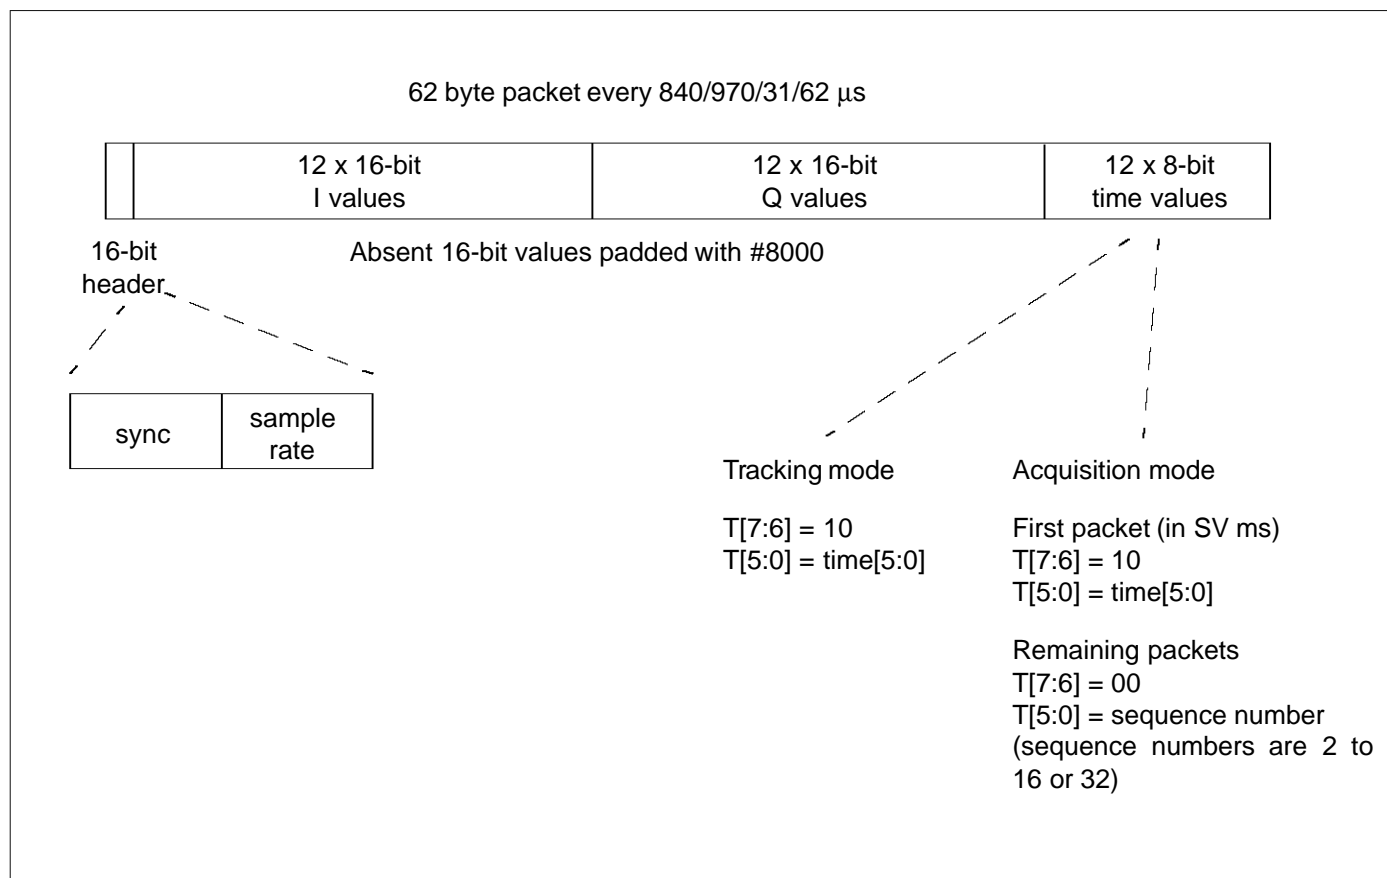 62 byte packet every 840/970/31/62 μs
12 x 16-bit
I values
12 x 16-bit
Q values
12 x 8-bit
time values
16-bit
header
Absent 16-bit values padded with #8000
sync
sample
rate
Tracking mode
T[7:6] = 10
T[5:0] = time[5:0]
Acquisition mode
First packet (in SV ms)
T[7:6] = 10
T[5:0] = time[5:0]
Remaining packets
T[7:6] = 00
T[5:0] = sequence number
(sequence numbers are 2 to
16 or 32)